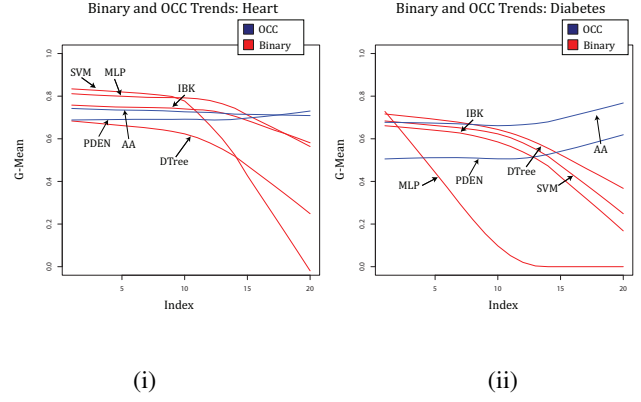 Binary and OCC Trends: Heart
OCC
Binary
1.0
0.8
0.6
0.4
0.2
0.0
G-Mean
SVM
MLP
IBK
PDEN
AA
DTree
5
10
15
20
Index
(i)
Binary and OCC Trends: Diabetes
OCC
Binary
1.0
0.8
0.6
0.4
0.2
0.0
G-Mean
IBK
AA
MLP
PDEN
DTree
SVM
5
10
15
20
Index
(ii)